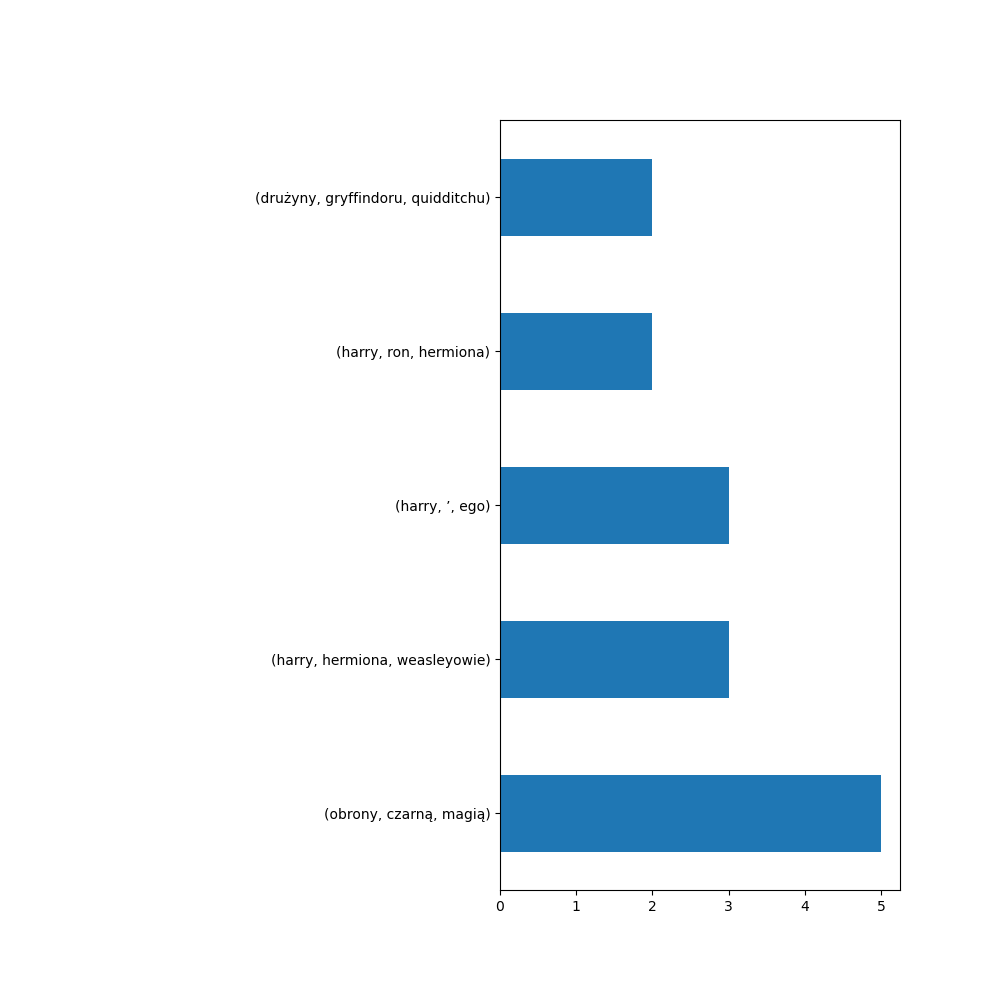 (drużyny, gryffindoru, quidditchu)
(harry, ron, hermiona)
(harry, ’, ego)
(harry, hermiona, weasleyowie)
(obrony, czarną, magią)
0 1 2 3 4 5